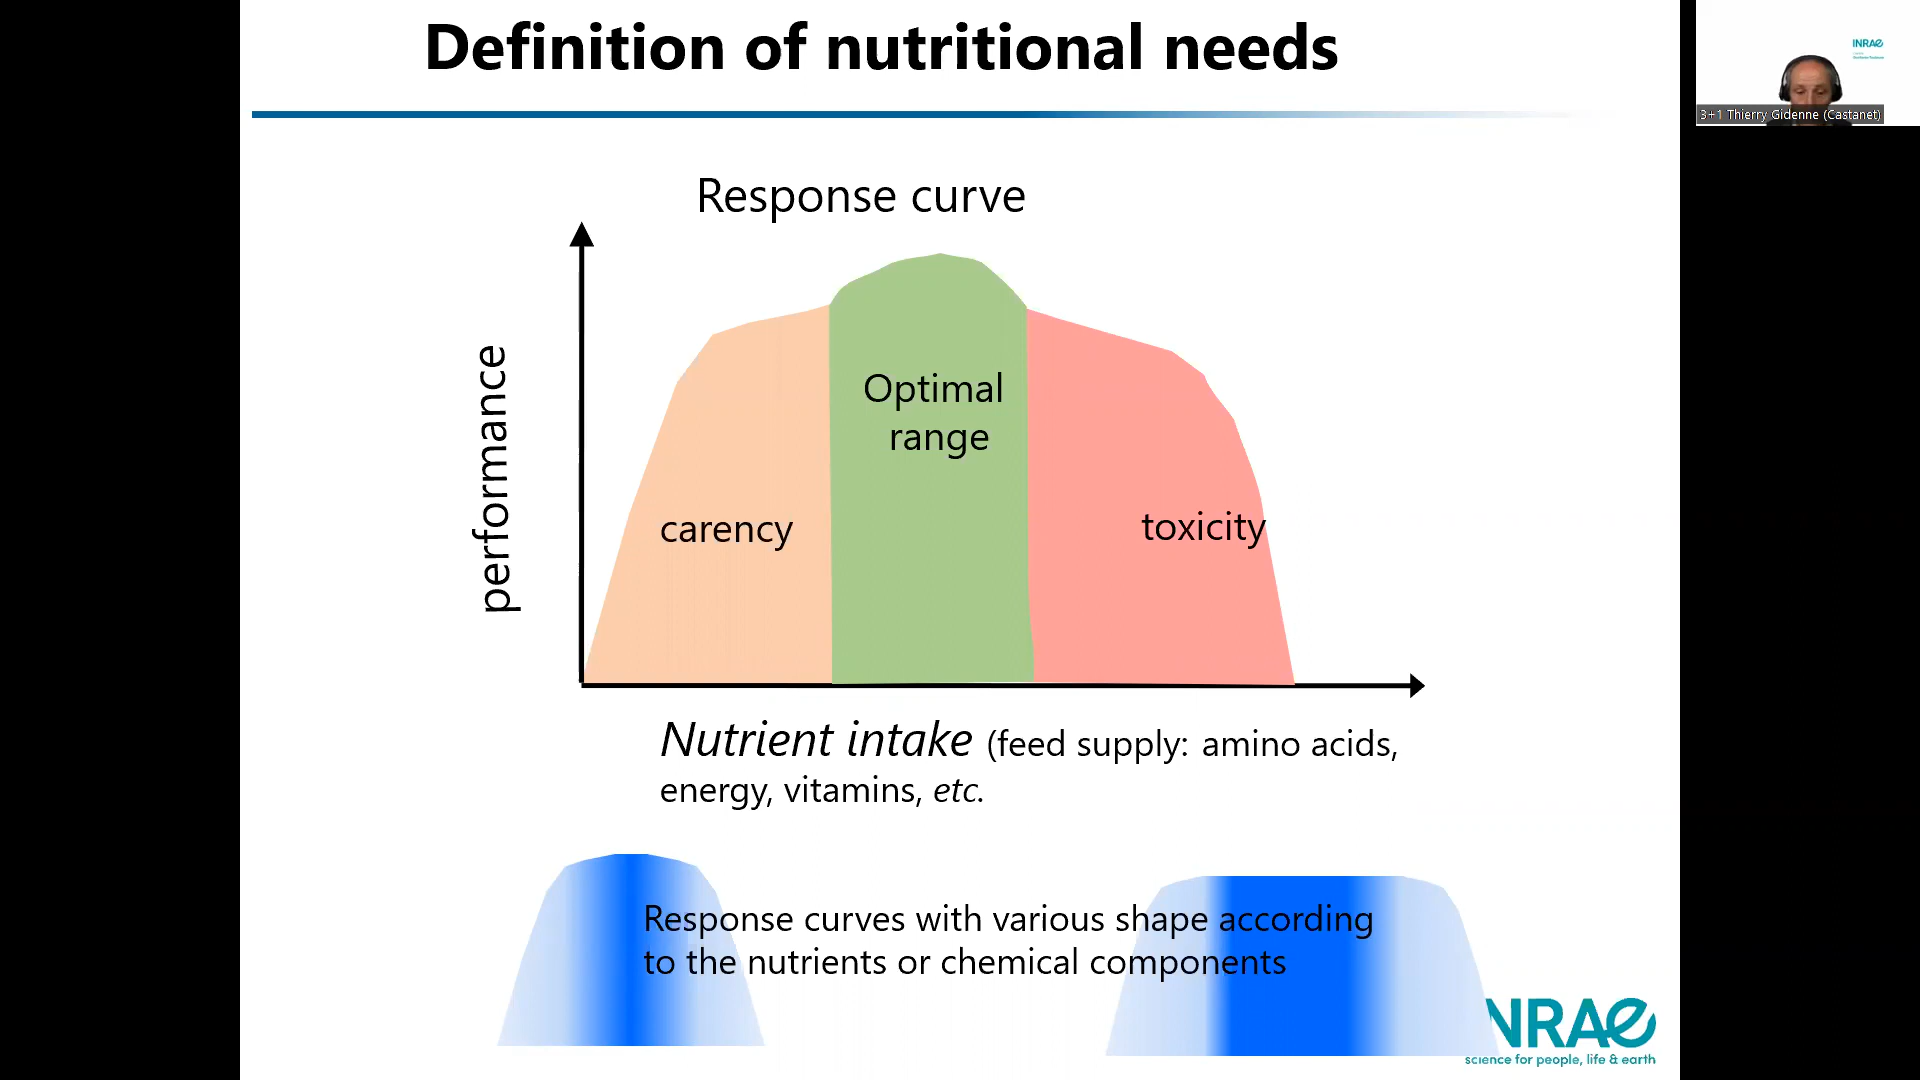 Definition of nutritional needs
INRAE
3+1 Thierry Gidenne (Castanet)
Response curve
performance
Optimal
range
carency
toxicity
Nutrient intake (feed supply: amino acids,
energy, vitamins, etc.
Response curves with various shape according
to the nutrients or chemical components
NRAE
science for people, life & earth